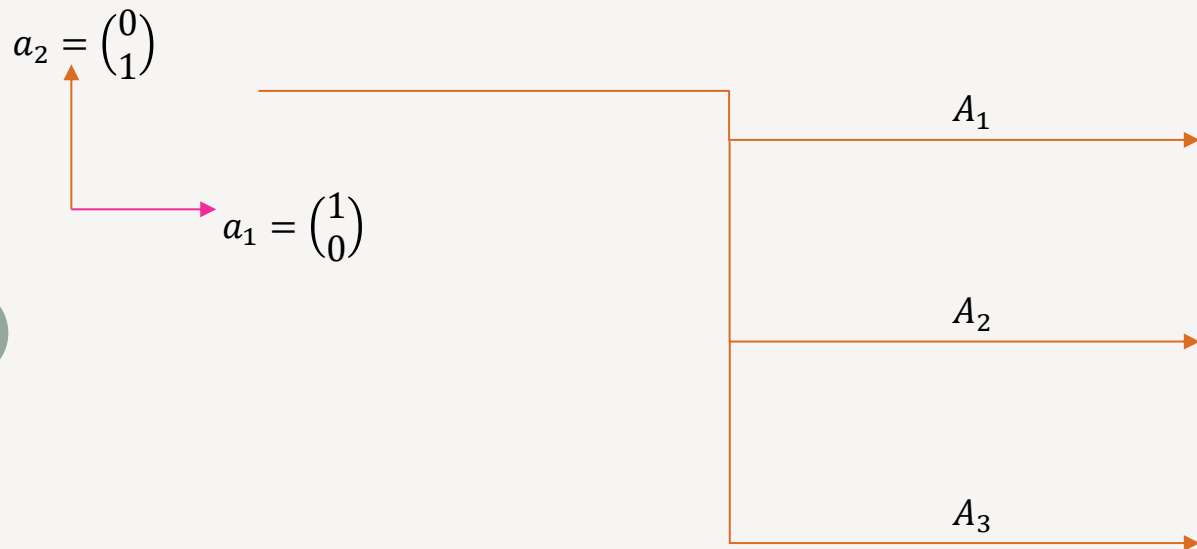 a₂ = (0 1)
a₁ = (1 0)
A₁
A₂
A₃